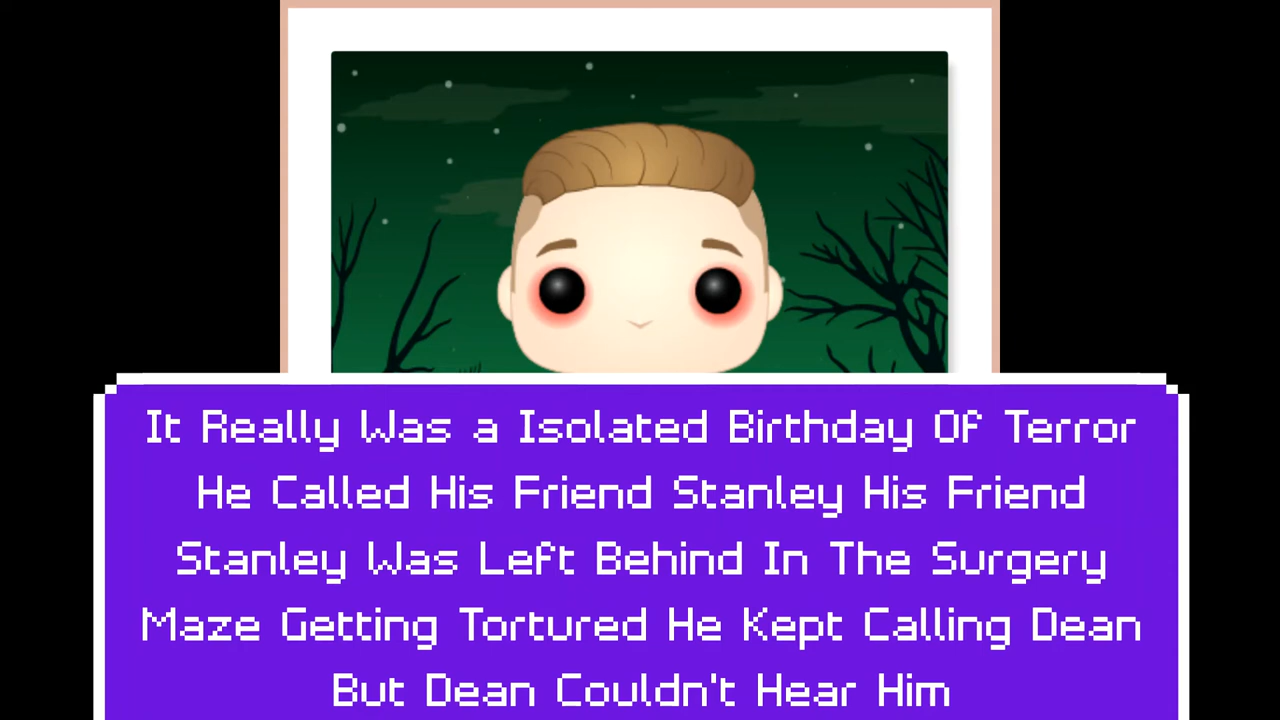 It Really Was a Isolated Birthday Of Terror
He Called His Friend Stanley His Friend
Stanley Was Left Behind In The Surgery
Maze Getting Tortured He Kept Calling Dean
But Dean Couldn't Hear Him